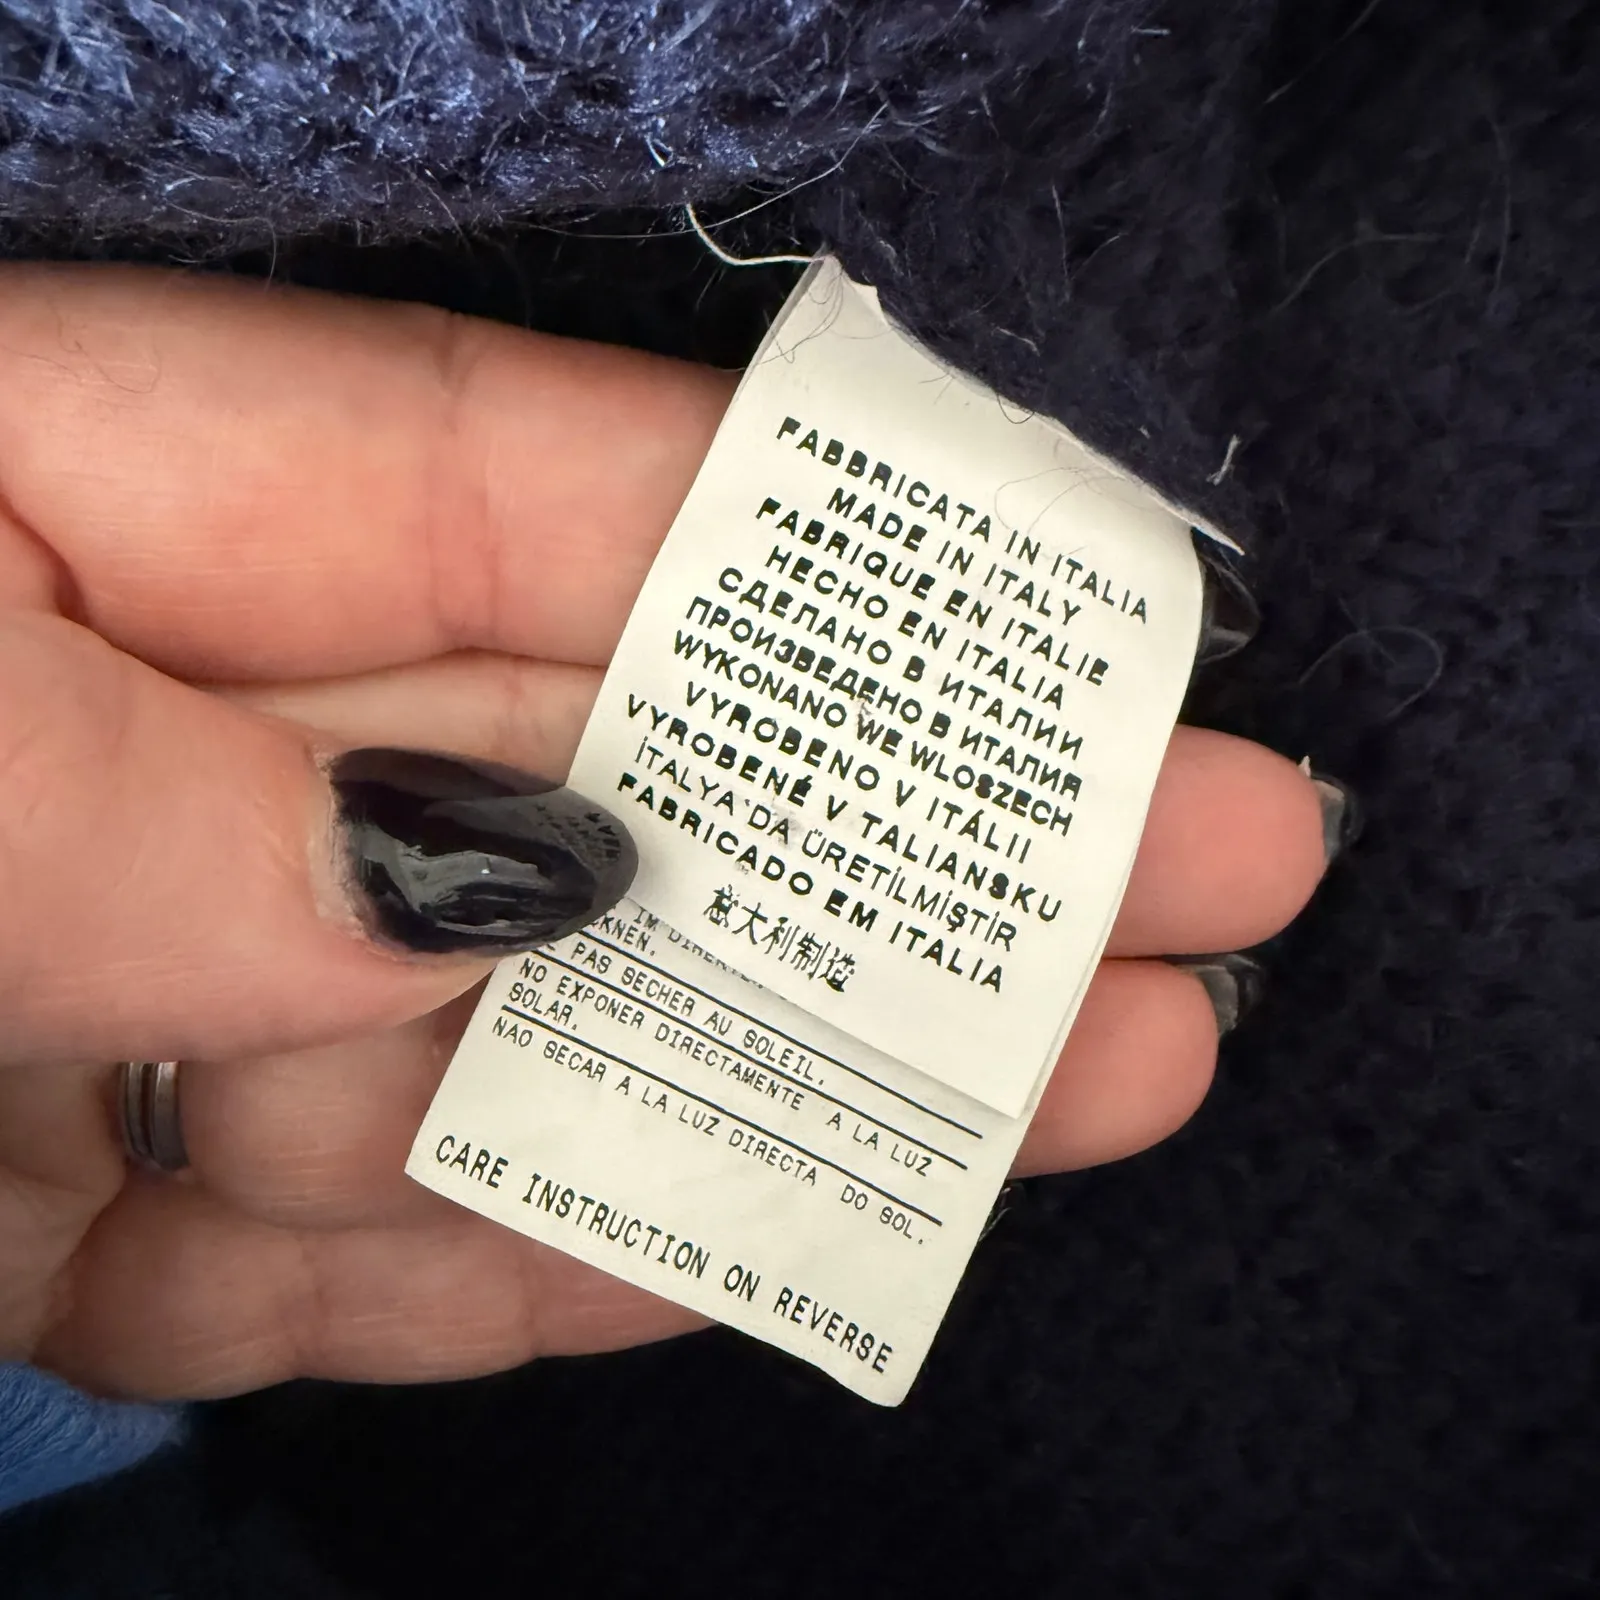 FABBRICATA IN ITALIA
MADE IN ITALY
FABRIQUE EN ITALIE
HECHO EN ITALIA
СДЕЛАНО В ИТАЛИИ
ПРОИЗВЕДЕНО В ИТАЛИЯ
WYKONANO WE WLOSZECH
VYROBENO V ITÁLII
VYROBENÉ V TALIANSKU
İTALYA'DA ÜRETİLMİŞTİR
FABRICADO EM ITALIA
意大利制造
IM
PAS SECHER AU SOLEIL.
NO EXPONER DIRECTAMENTE A LA LUZ
SOLAR.
NAO SECAR A LA LUZ DIRECTA DO SOL.
CARE INSTRUCTION ON REVERSE